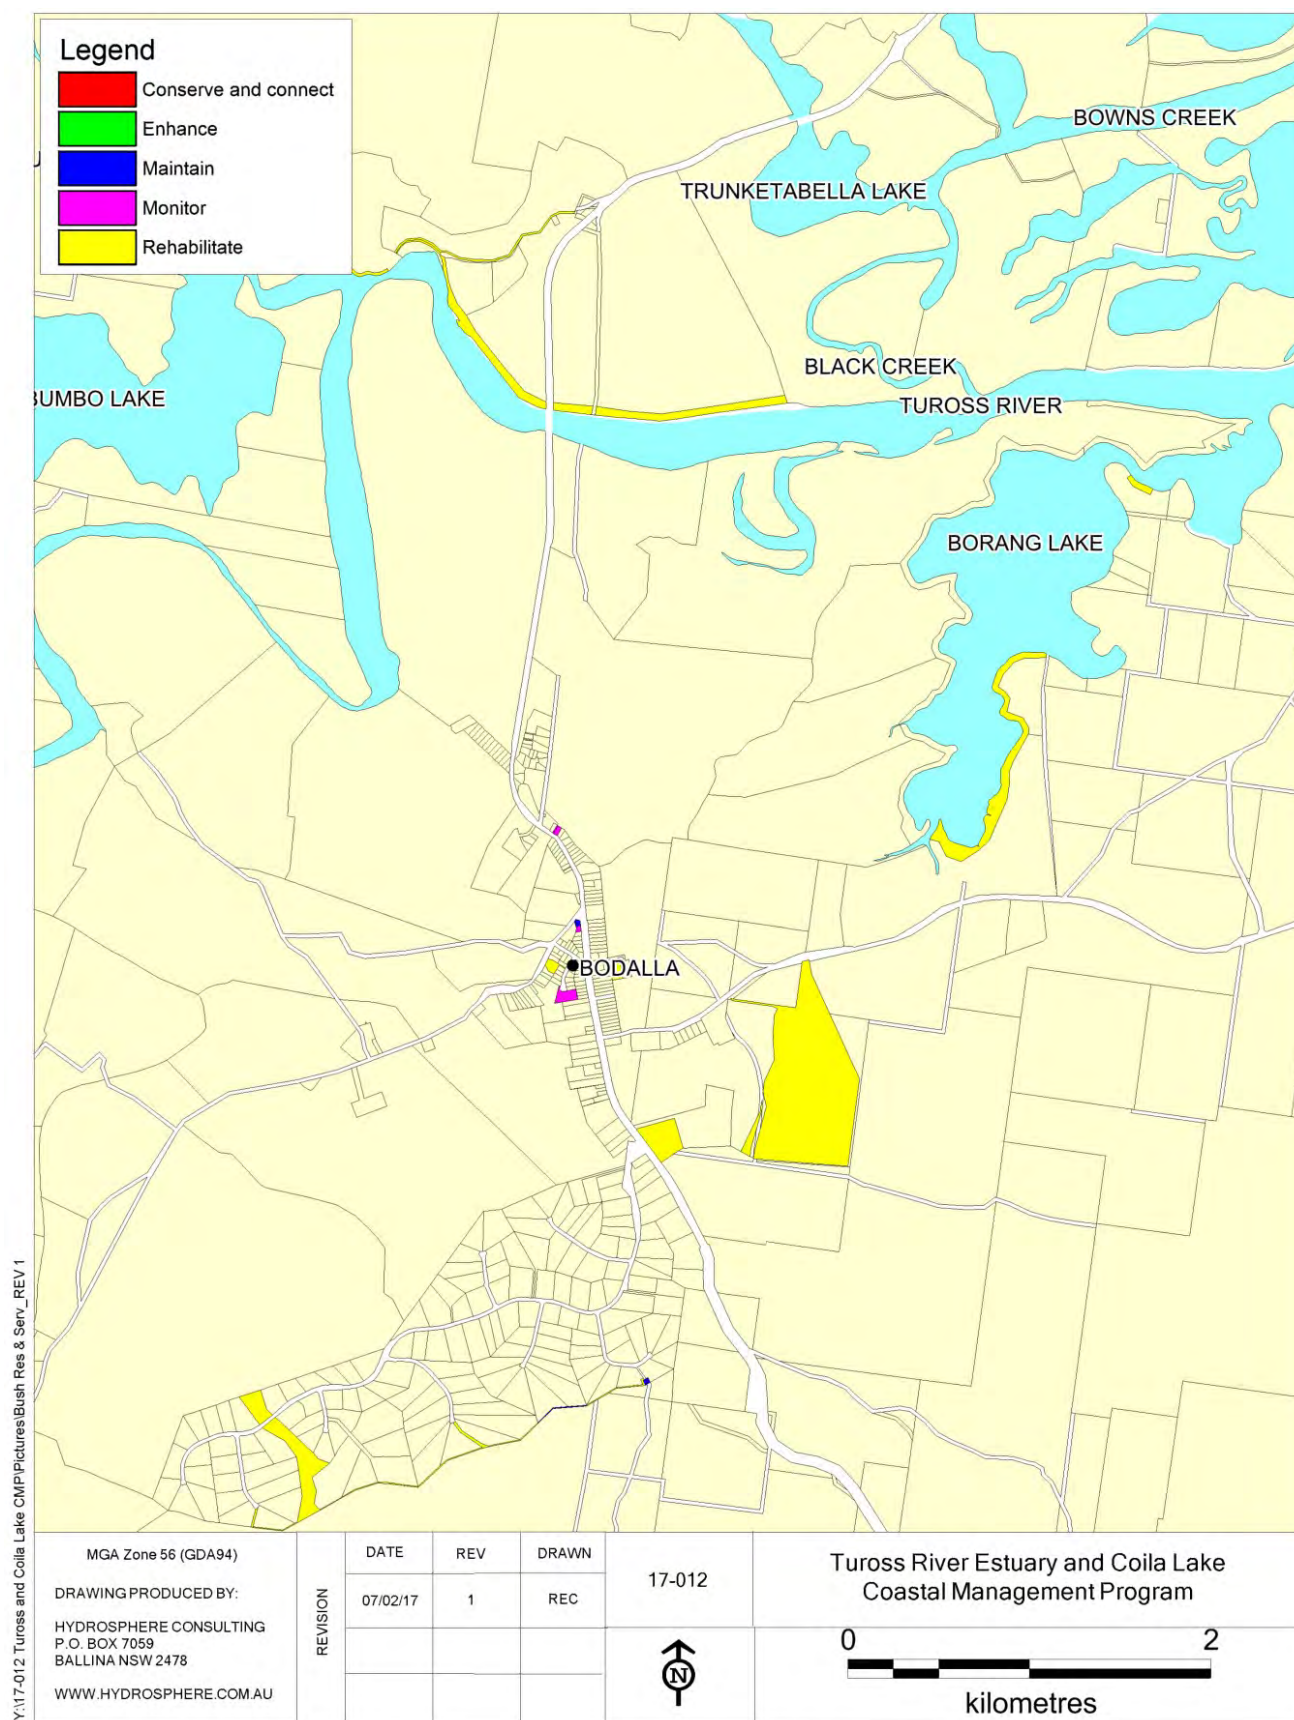 Legend
Conserve and connect
Enhance
Maintain
Monitor
Rehabilitate
BOWNS CREEK
TRUNKETABELLA LAKE
BLACK CREEK
BUMBO LAKE
TUROSS RIVER
BORANG LAKE
BODALLA
Y:\17-012 Tuross and Coila Lake CMP\Pictures\Bush Res & Serv_REV 1
MGA Zone 56 (GDA94)
DRAWING PRODUCED BY:
HYDROSPHERE CONSULTING
P.O. BOX 7059
BALLINA NSW 2478
WWW.HYDROSPHERE.COM.AU
REVISION
DATE REV DRAWN
07/02/17 1 REC
17-012
N
Tuross River Estuary and Coila Lake
Coastal Management Program
0 2
kilometres